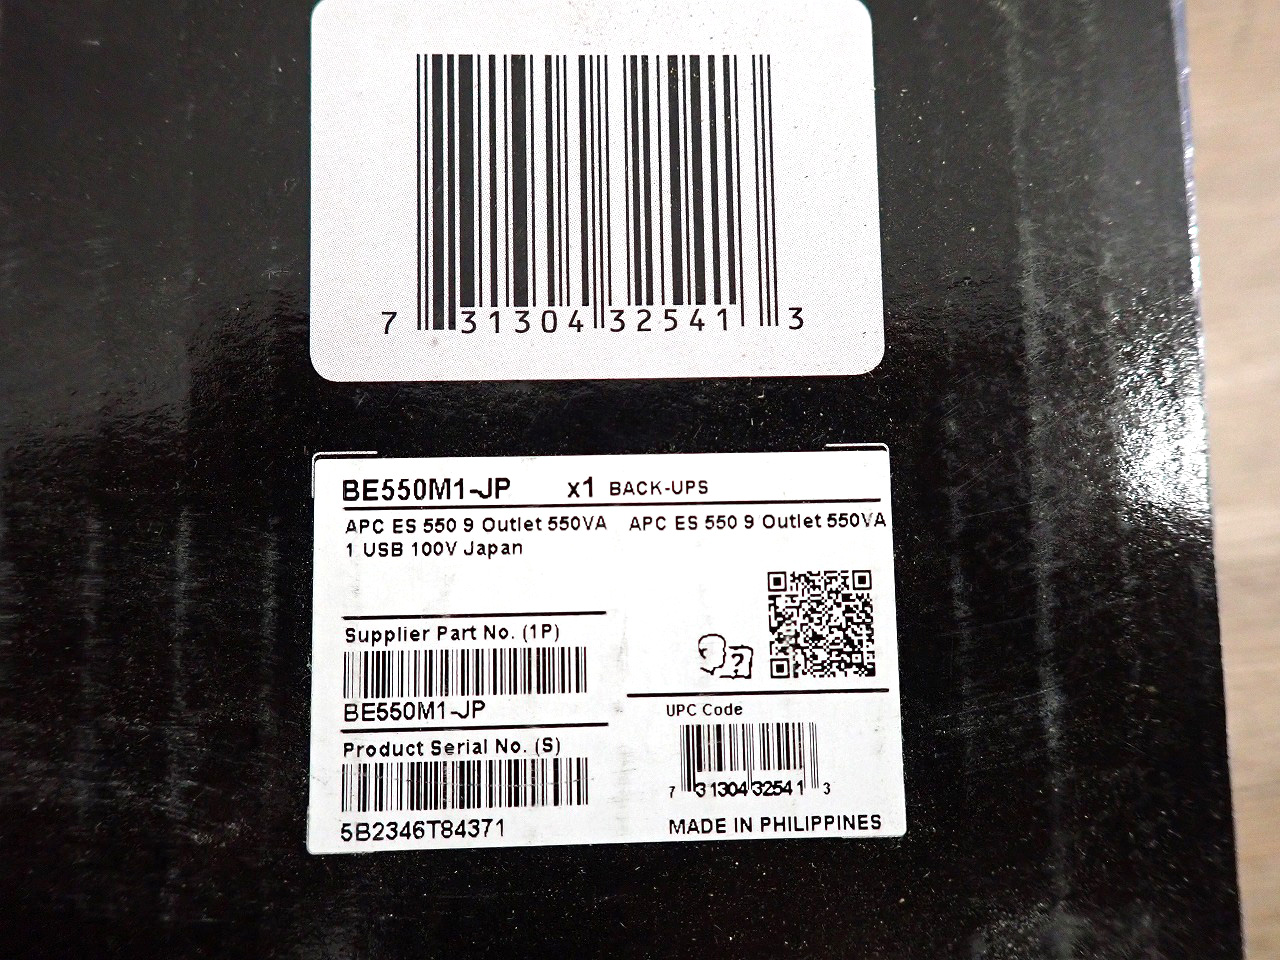 7 31304 32541 3
BE550M1-JP x1 BACK-UPS
APC ES 550 9 Outlet 550VA APC ES 550 9 Outlet 550VA
1 USB 100V Japan
Supplier Part No. (1P)
BE550M1-JP
Product Serial No. (S)
5B2346T84371
?
UPC Code
7 31304 32541 3
MADE IN PHILIPPINES